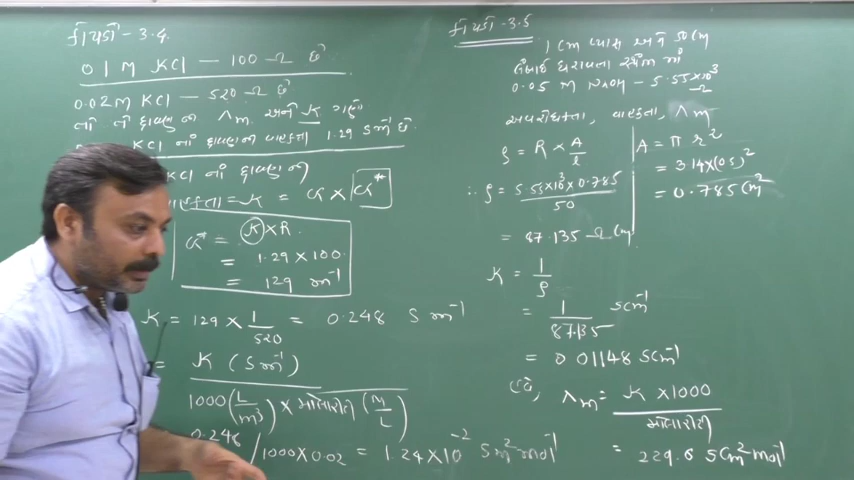 દાખલો-3.4
0.1 M KCl — 100 Ω છે
0.02M KCl — 520 Ω છે
તો તે દ્રાવણની Λm અને K ગણો
KCl નાં દ્રાવણની વાહકતા 1.29 S m⁻¹ છે.
KCl નાં દ્રાવણની
વાહકતા = K = G × G*
G* = K × R
= 1.29 × 100
= 129 m⁻¹
K = 129 × 1/520 = 0.248 S m⁻¹
= K (S m⁻¹)
1000 (L/m³) × મોલારીટી (M/L)
0.248 / 1000 × 0.02 = 1.24 × 10⁻² S m² mol⁻¹
દાખલો-3.5
1 cm વ્યાસ અને 50 cm
લંબાઈ ધરાવતા સ્તંભ માં
0.05 M NaOH – 5.55×10³ Ω
અવરોધકતા, વાહકતા, Λm
ρ = R × A/l
∴ ρ = 5.55×10³ × 0.785 / 50
= 87.135 Ω cm
A = π r²
= 3.14×(0.5)²
= 0.785 cm²
K = 1/ρ
= 1/87.135 S cm⁻¹
= 0.01148 S cm⁻¹
હવે, Λm = K × 1000 / મોલારીટી
= 229.6 S cm² mol⁻¹